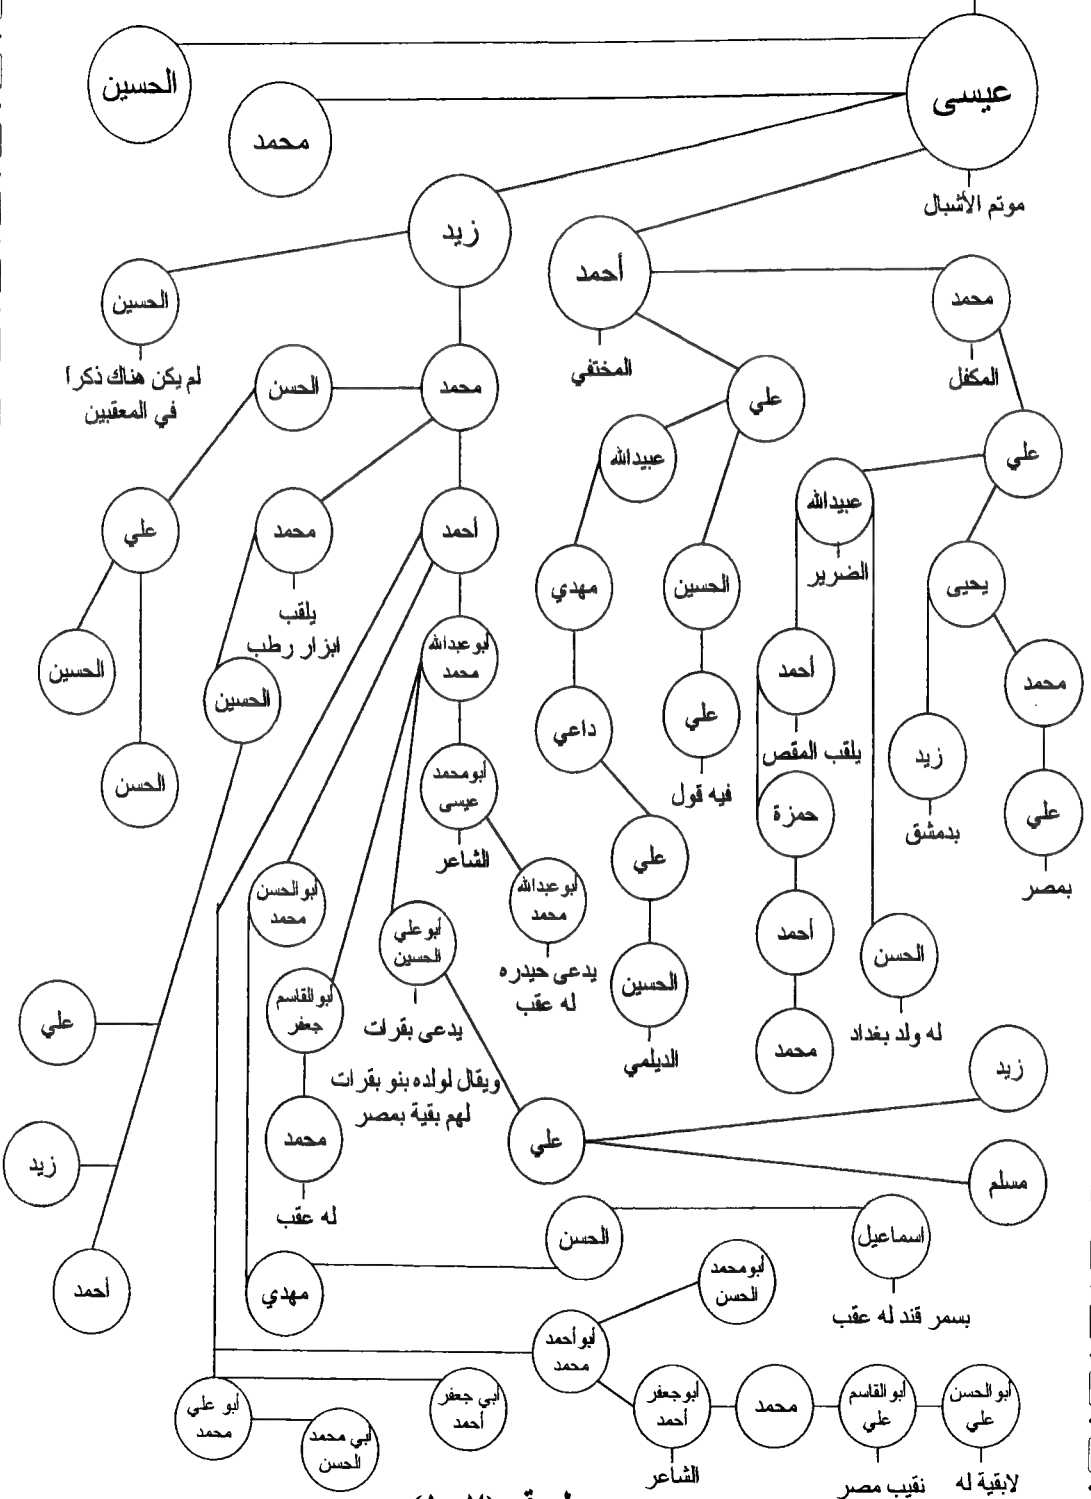 عيسى
موتم الأشبال
الحسين
محمد
زيد
أحمد
المختفي
محمد
المكفل
الحسين
لم يكن هناك ذكرا
في المعقبين
الحسن
محمد
علي
علي
عبيدالله
عبيدالله
الضرير
علي
محمد
يلقب
ابزار رطب
أحمد
مهدي
الحسين
يحيى
الحسين
الحسين
أبو عبدالله
محمد
داعي
علي
فيه قول
أحمد
يلقب المقص
محمد
الحسن
أبو محمد
عيسى
الشاعر
حمزة
زيد
بدمشق
علي
بمصر
علي
أبو الحسن
محمد
أبو عبدالله
محمد
يدعى حيدره
له عقب
أبو علي
الحسين
يدعى بقرات
ويقال لولده بنو بقرات
لهم بقية بمصر
أحمد
الحسن
له ولد بغداد
الحسين
الديلمي
علي
أبو القاسم
جعفر
محمد
زيد
محمد
له عقب
علي
مسلم
زيد
الحسن
اسماعيل
بسمر قند له عقب
أحمد
مهدي
أبو محمد
الحسن
أبو أحمد
محمد
أبو علي
محمد
أبي محمد
الحسن
أبي جعفر
أحمد
أبو جعفر
أحمد
الشاعر
محمد
أبو القاسم
علي
نقيب مصر
أبو الحسن
علي
لابقية له